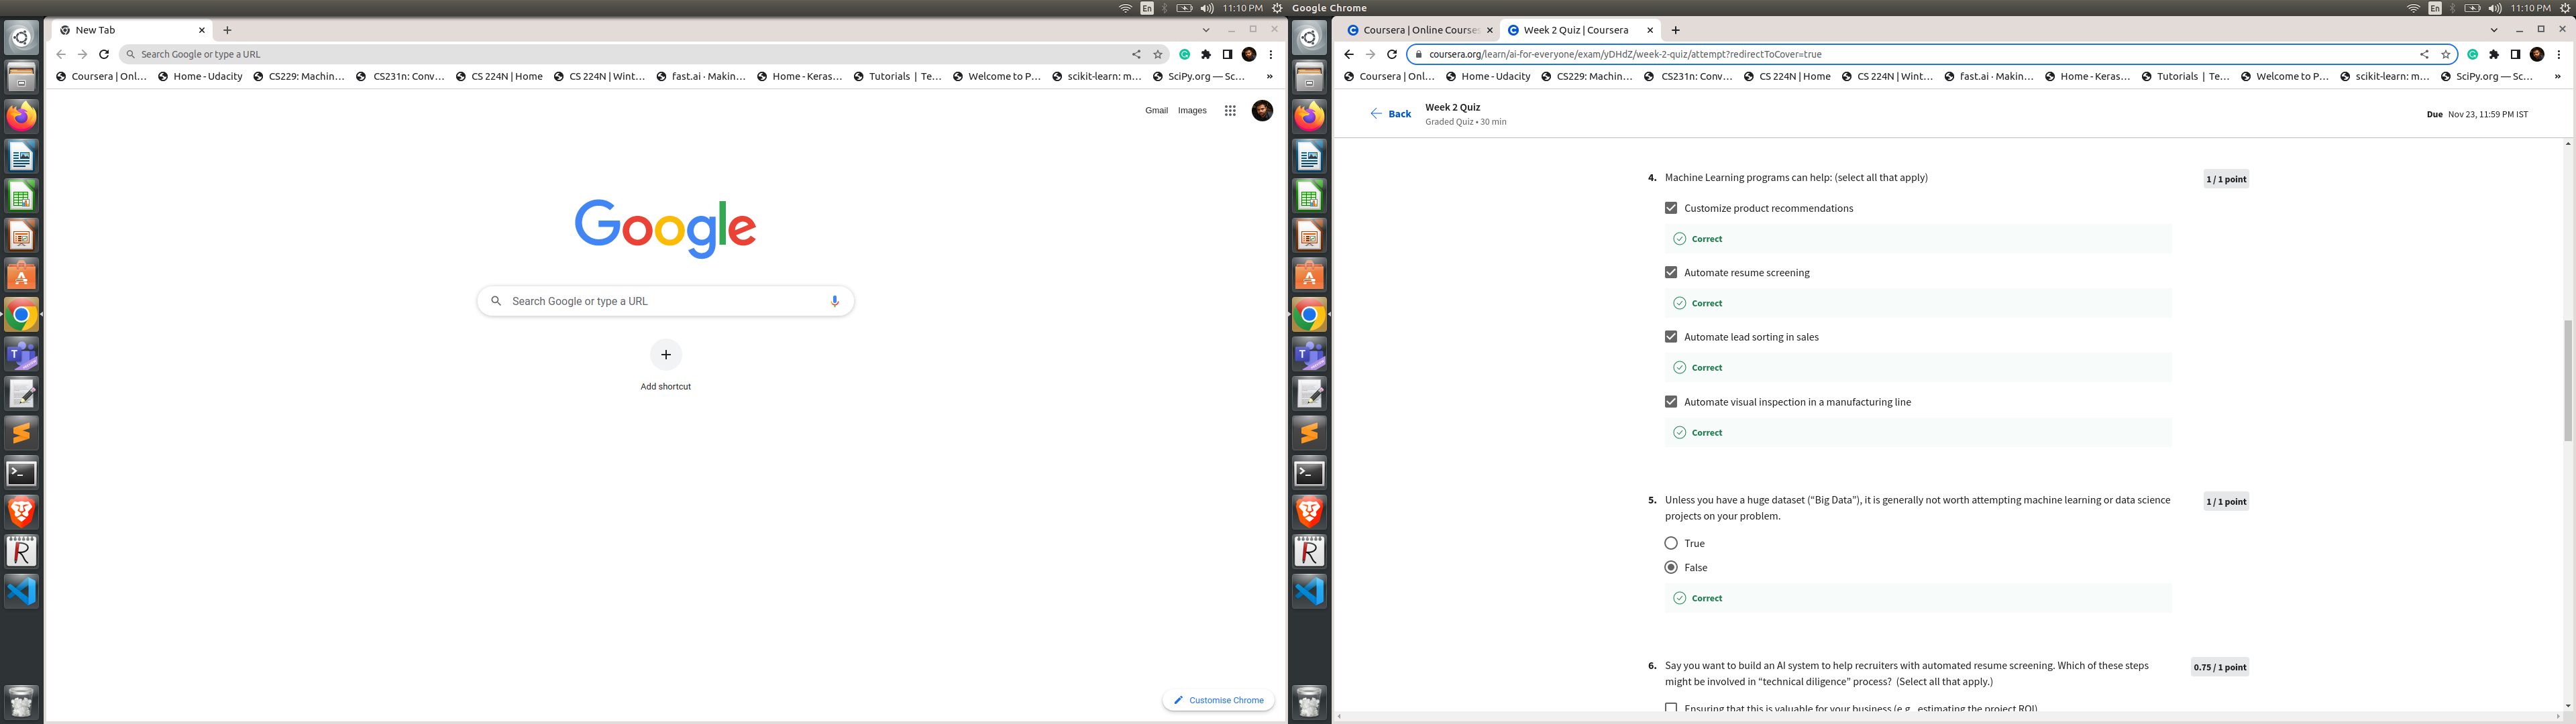 En
11:10 PM
Google Chrome
En
11:10 PM
New Tab
Search Google or type a URL
Coursera | Onl...
Home - Udacity
CS229: Machin...
CS231n: Conv...
CS 224N | Home
CS 224N | Wint...
fast.ai · Makin...
Home - Keras...
Tutorials | Te...
Welcome to P...
scikit-learn: m...
SciPy.org — Sc...
»
Gmail
Images
Google
Search Google or type a URL
Add shortcut
Customise Chrome
Coursera | Online Course
Week 2 Quiz | Coursera
coursera.org/learn/ai-for-everyone/exam/yDHdZ/week-2-quiz/attempt?redirectToCover=true
Coursera | Onl...
Home - Udacity
CS229: Machin...
CS231n: Conv...
CS 224N | Home
CS 224N | Wint...
fast.ai · Makin...
Home - Keras...
Tutorials | Te...
Welcome to P...
scikit-learn: m...
SciPy.org — Sc...
»
Back
Week 2 Quiz
Graded Quiz • 30 min
Due Nov 23, 11:59 PM IST
4. Machine Learning programs can help: (select all that apply)
1 / 1 point
Customize product recommendations
Correct
Automate resume screening
Correct
Automate lead sorting in sales
Correct
Automate visual inspection in a manufacturing line
Correct
5. Unless you have a huge dataset (“Big Data”), it is generally not worth attempting machine learning or data science
projects on your problem.
1 / 1 point
True
False
Correct
6. Say you want to build an AI system to help recruiters with automated resume screening. Which of these steps
might be involved in “technical diligence” process? (Select all that apply.)
0.75 / 1 point
Ensuring that this is valuable for your business (e.g., estimating the project ROI)